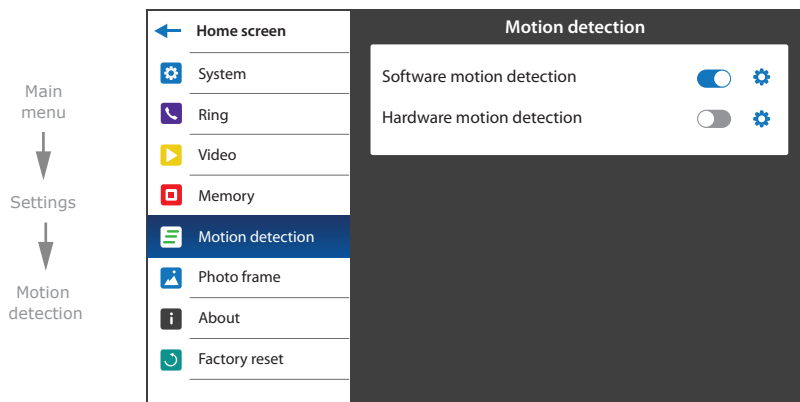 Main
menu
Settings
Motion
detection
Home screen
System
Ring
Video
Memory
Motion detection
Photo frame
About
Factory reset
Motion detection
Software motion detection
Hardware motion detection